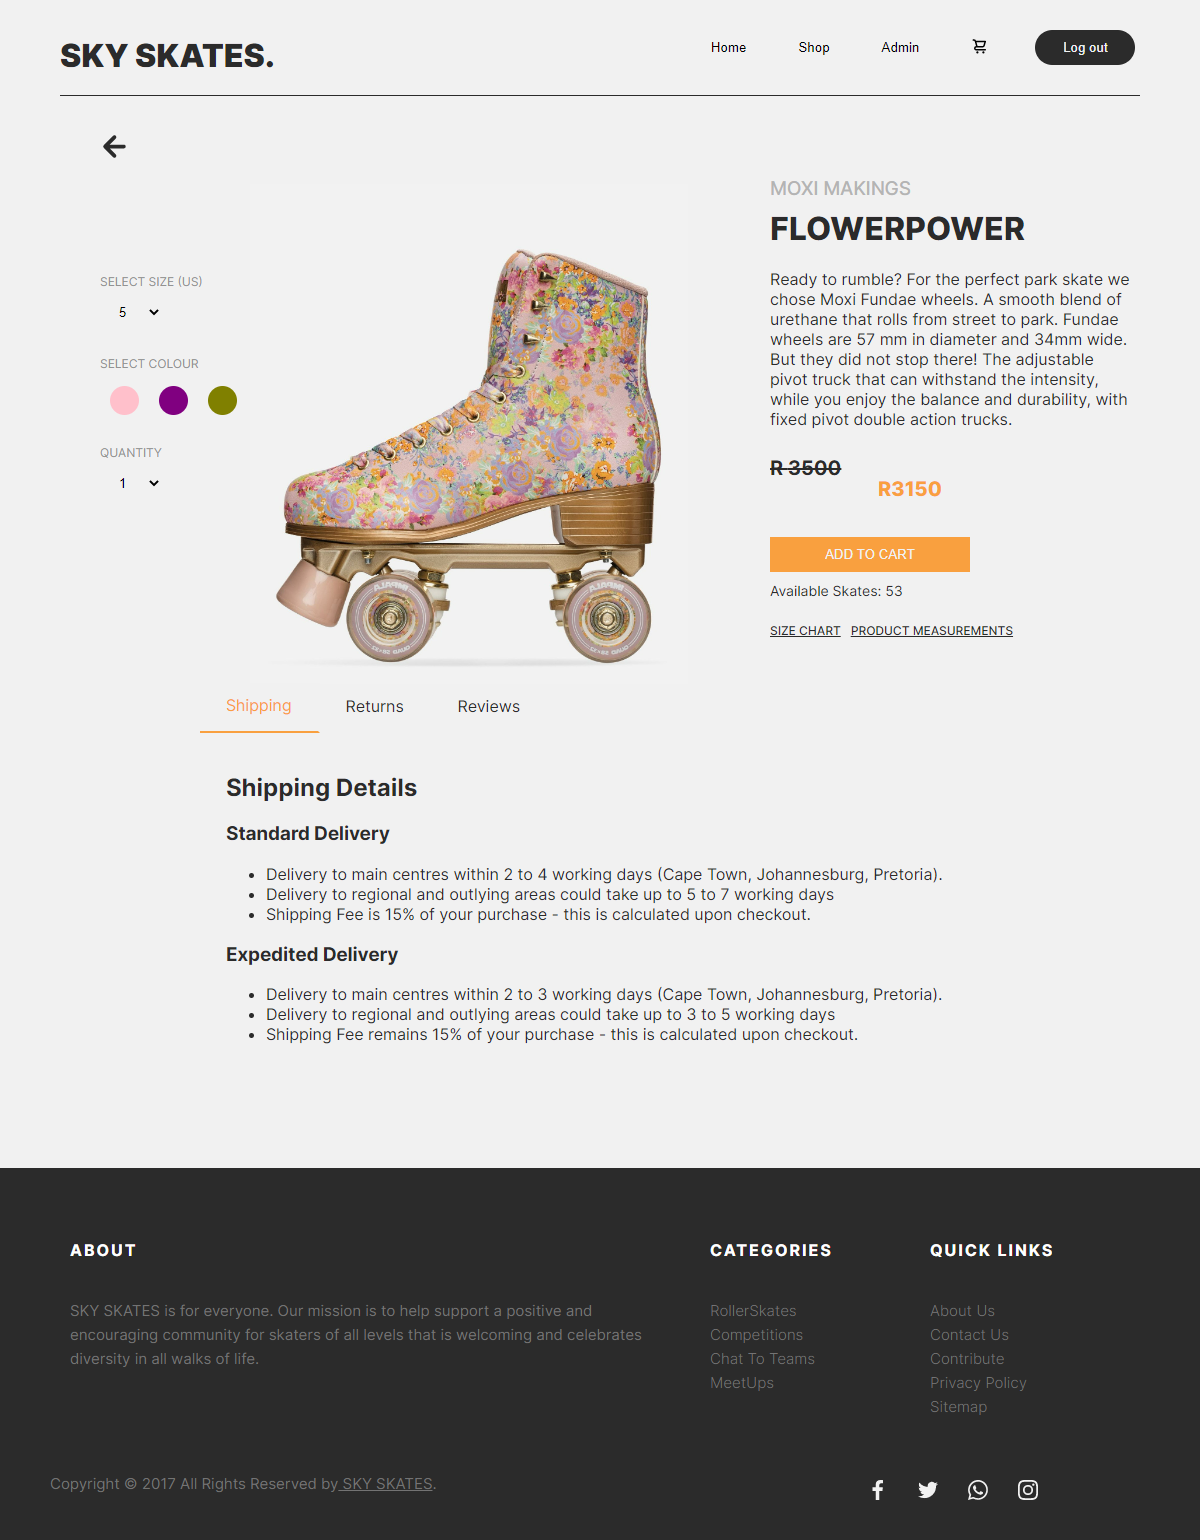 SKY SKATES.
Home
Shop
Admin
Log out
MOXI MAKINGS
FLOWERPOWER
SELECT SIZE (US)
5
SELECT COLOUR
QUANTITY
1
Ready to rumble? For the perfect park skate we
chose Moxi Fundae wheels. A smooth blend of
urethane that rolls from street to park. Fundae
wheels are 57 mm in diameter and 34mm wide.
But they did not stop there! The adjustable
pivot truck that can withstand the intensity,
while you enjoy the balance and durability, with
fixed pivot double action trucks.
R 3500
R3150
ADD TO CART
Available Skates: 53
SIZE CHART PRODUCT MEASUREMENTS
Shipping
Returns
Reviews
Shipping Details
Standard Delivery
• Delivery to main centres within 2 to 4 working days (Cape Town, Johannesburg, Pretoria).
• Delivery to regional and outlying areas could take up to 5 to 7 working days
• Shipping Fee is 15% of your purchase - this is calculated upon checkout.
Expedited Delivery
• Delivery to main centres within 2 to 3 working days (Cape Town, Johannesburg, Pretoria).
• Delivery to regional and outlying areas could take up to 3 to 5 working days
• Shipping Fee remains 15% of your purchase - this is calculated upon checkout.
ABOUT
SKY SKATES is for everyone. Our mission is to help support a positive and
encouraging community for skaters of all levels that is welcoming and celebrates
diversity in all walks of life.
CATEGORIES
RollerSkates
Competitions
Chat To Teams
MeetUps
QUICK LINKS
About Us
Contact Us
Contribute
Privacy Policy
Sitemap
Copyright © 2017 All Rights Reserved by SKY SKATES.